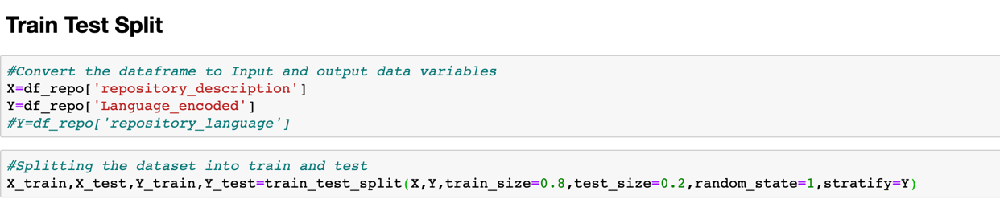 Train Test Split
#Convert the dataframe to Input and output data variables
X=df_repo['repository_description']
Y=df_repo['Language_encoded']
#Y=df_repo['repository_language']
#Splitting the dataset into train and test
X_train,X_test,Y_train,Y_test=train_test_split(X,Y,train_size=0.8,test_size=0.2,random_state=1,stratify=Y)